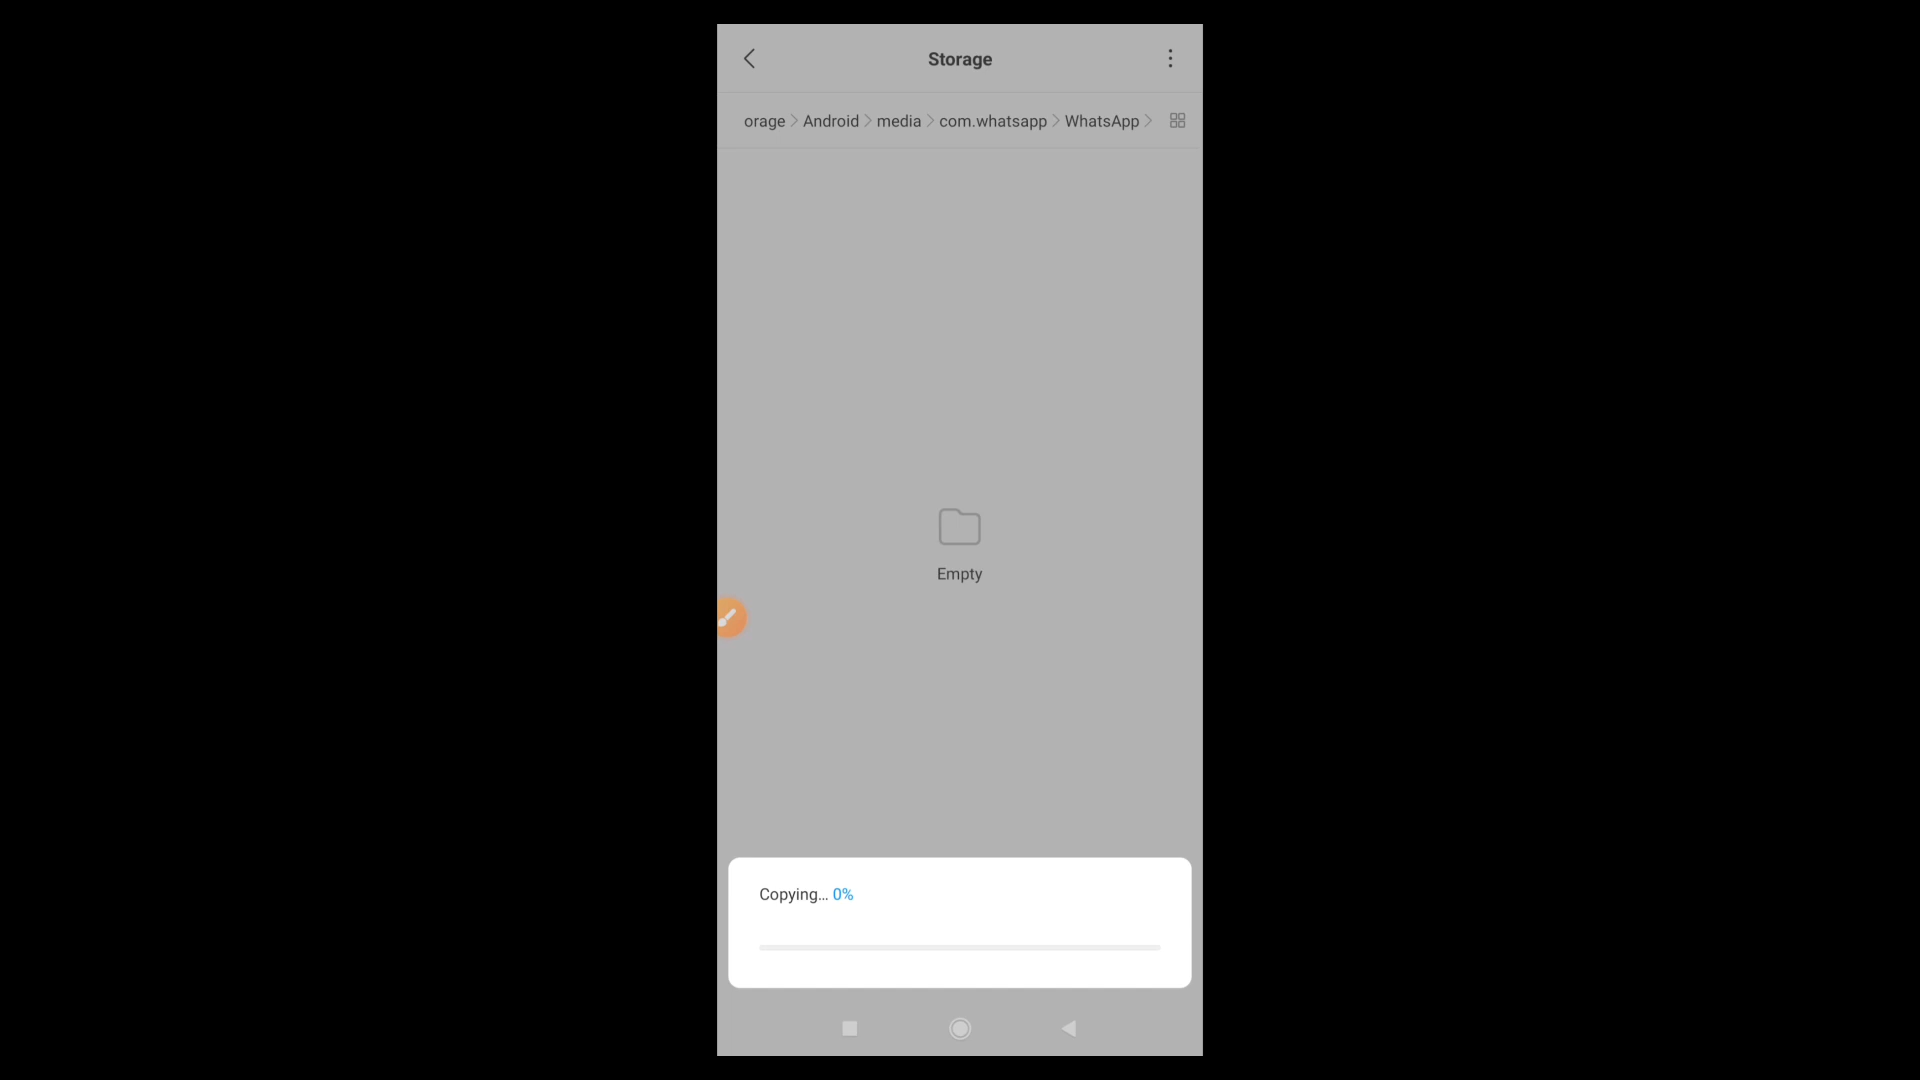 Storage
orage > Android > media > com.whatsapp > WhatsApp >
Empty
Copying... 0%